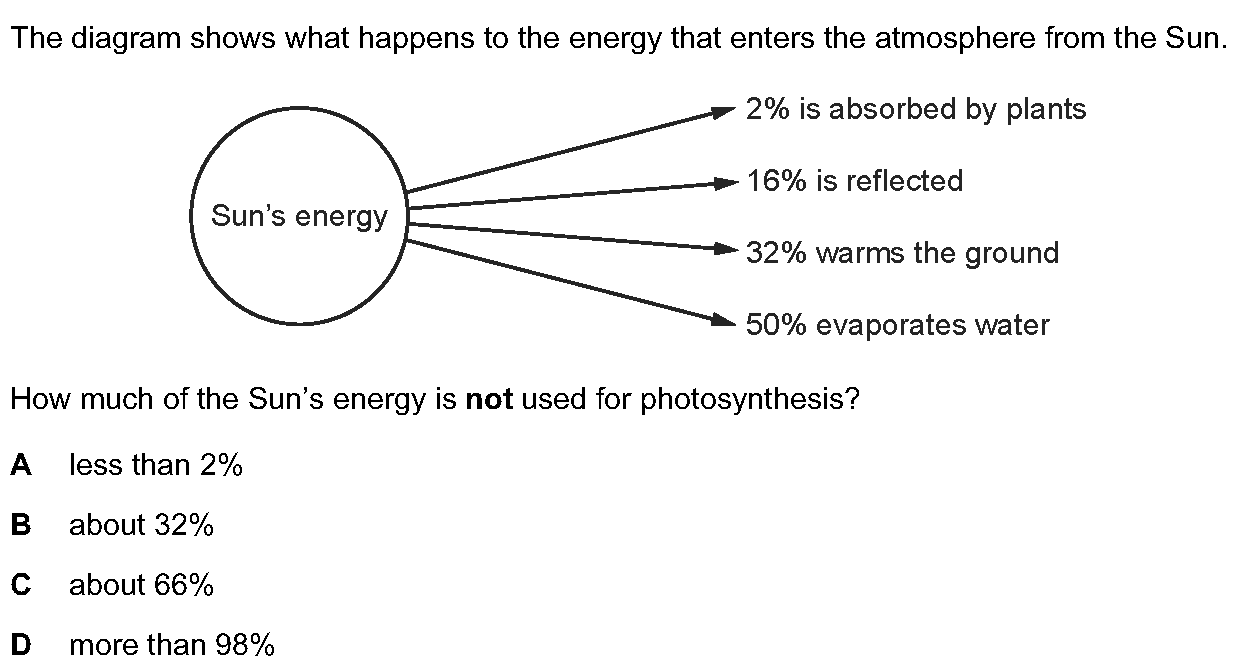 The diagram shows what happens to the energy that enters the atmosphere from the Sun.
2% is absorbed by plants
16% is reflected
Sun’s energy
32% warms the ground
50% evaporates water
How much of the Sun’s energy is not used for photosynthesis?
A less than 2%
B about 32%
C about 66%
D more than 98%